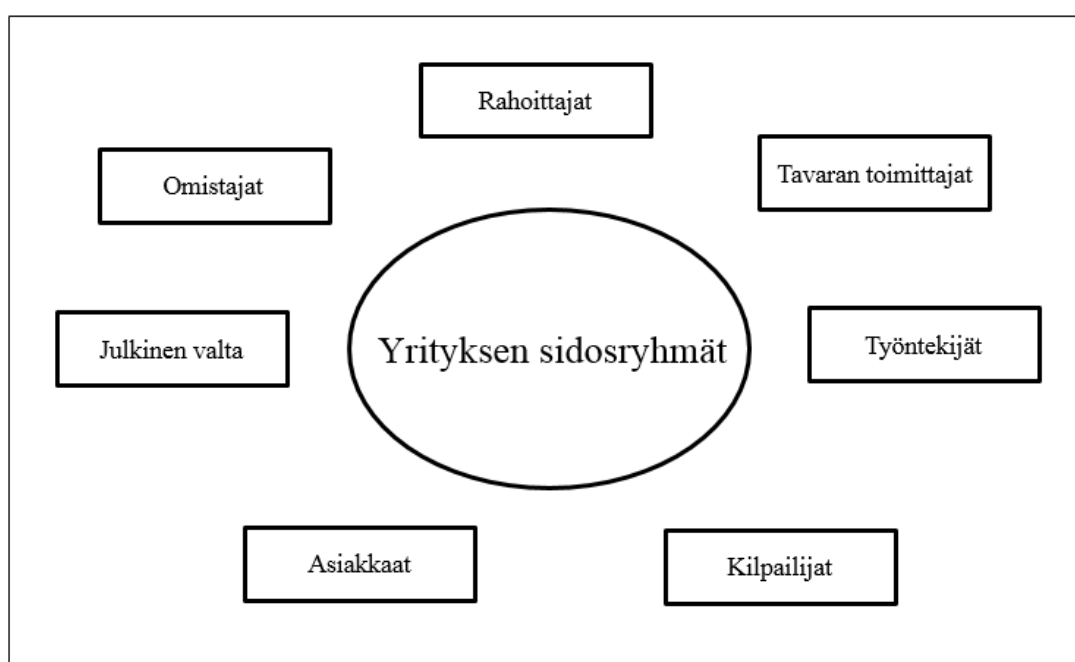 Rahoittajat
Omistajat
Tavaran toimittajat
Yrityksen sidosryhmät
Julkinen valta
Työntekijät
Asiakkaat
Kilpailijat